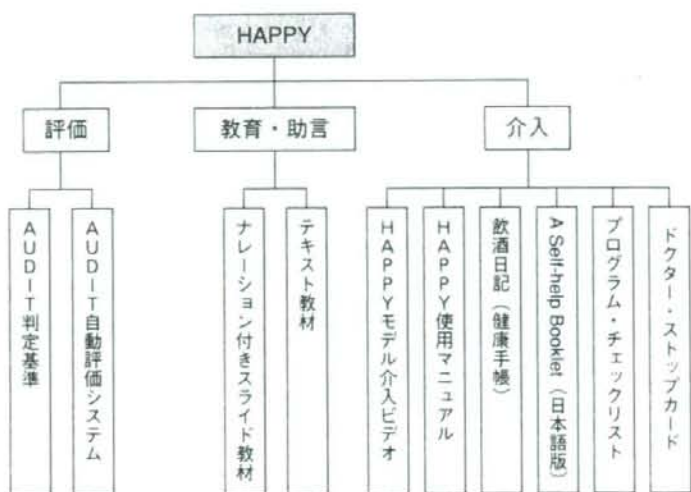 HAPPY
評価
教育・助言
介入
AUDIT判定基準
AUDIT自動評価システム
ナレーション付きスライド教材
テキスト教材
HAPPYモデル介入ビデオ
HAPPY使用マニュアル
飲酒日記（健康手帳）
A Self-help Booklet（日本語版）
プログラム・チェックリスト
ドクター・ストップカード